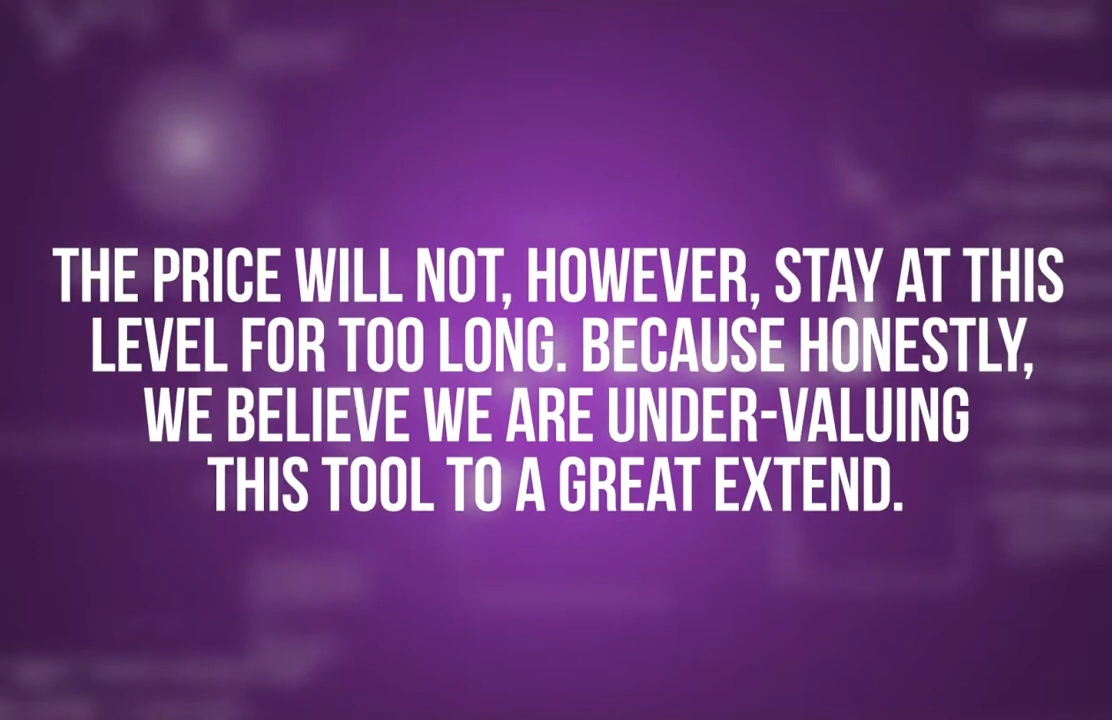 THE PRICE WILL NOT, HOWEVER, STAY AT THIS
LEVEL FOR TOO LONG. BECAUSE HONESTLY,
WE BELIEVE WE ARE UNDER-VALUING
THIS TOOL TO A GREAT EXTEND.